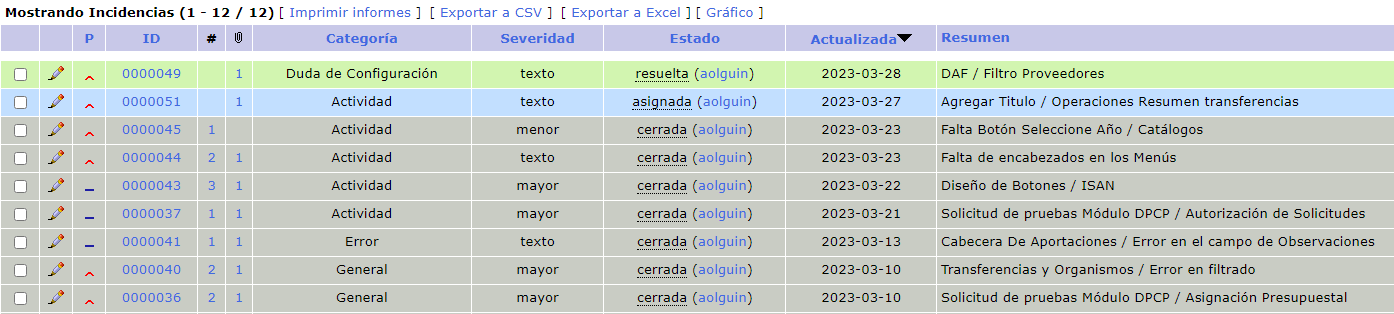 Mostrando Incidencias (1 - 12 / 12) [ Imprimir informes ] [ Exportar a CSV ] [ Exportar a Excel ] [ Gráfico ]
P ID # Categoría Severidad Estado Actualizada Resumen
0000049 1 Duda de Configuración texto resuelta (aolguin) 2023-03-28 DAF / Filtro Proveedores
0000051 1 Actividad texto asignada (aolguin) 2023-03-27 Agregar Titulo / Operaciones Resumen transferencias
0000045 1 Actividad menor cerrada (aolguin) 2023-03-23 Falta Botón Seleccione Año / Catálogos
0000044 2 1 Actividad texto cerrada (aolguin) 2023-03-23 Falta de encabezados en los Menús
0000043 3 1 Actividad mayor cerrada (aolguin) 2023-03-22 Diseño de Botones / ISAN
0000037 1 1 Actividad mayor cerrada (aolguin) 2023-03-21 Solicitud de pruebas Módulo DPCP / Autorización de Solicitudes
0000041 1 1 Error texto cerrada (aolguin) 2023-03-13 Cabecera De Aportaciones / Error en el campo de Observaciones
0000040 2 1 General mayor cerrada (aolguin) 2023-03-10 Transferencias y Organismos / Error en filtrado
0000036 2 1 General mayor cerrada (aolguin) 2023-03-10 Solicitud de pruebas Módulo DPCP / Asignación Presupuestal